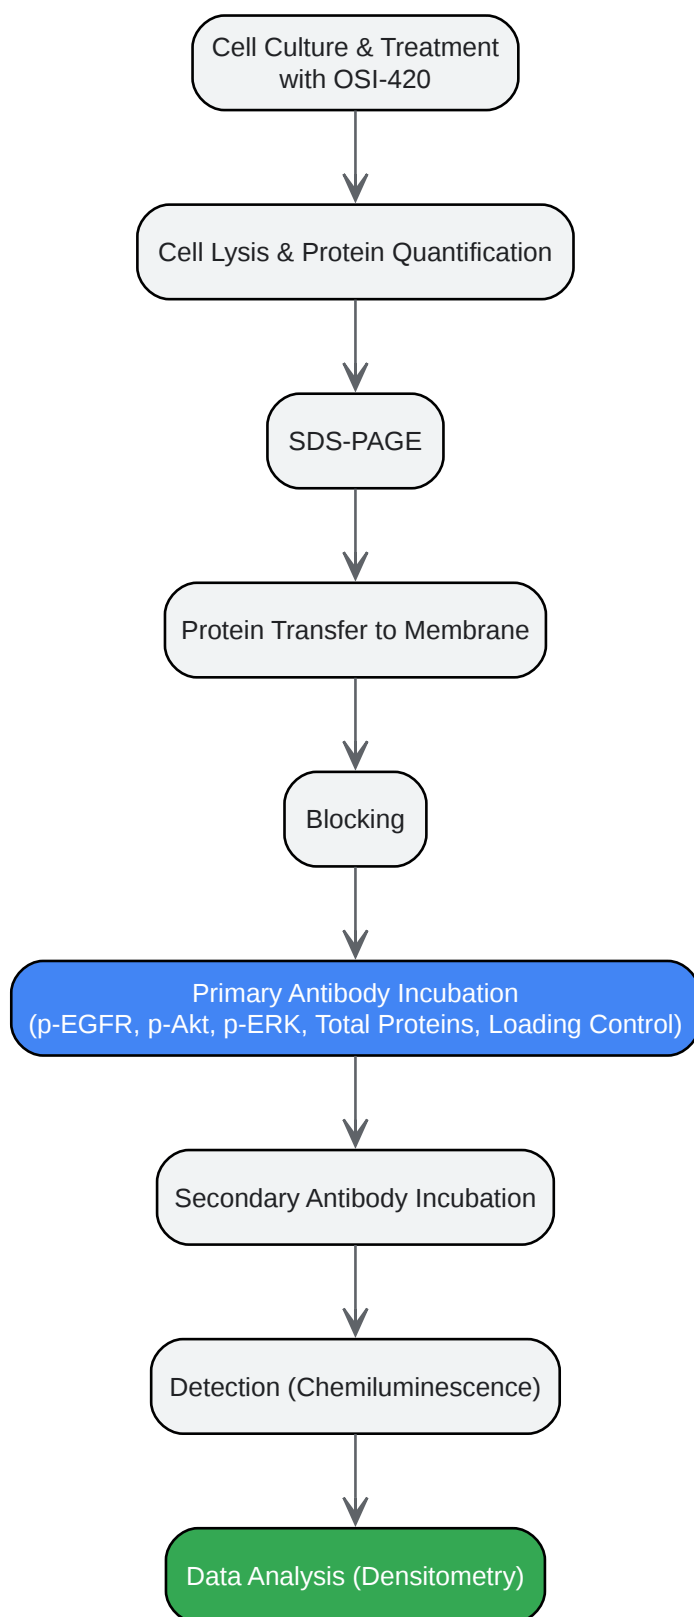 Cell Culture & Treatment
with OSI-420
Cell Lysis & Protein Quantification
SDS-PAGE
Protein Transfer to Membrane
Blocking
Primary Antibody Incubation
(p-EGFR, p-Akt, p-ERK, Total Proteins, Loading Control)
Secondary Antibody Incubation
Detection (Chemiluminescence)
Data Analysis (Densitometry)